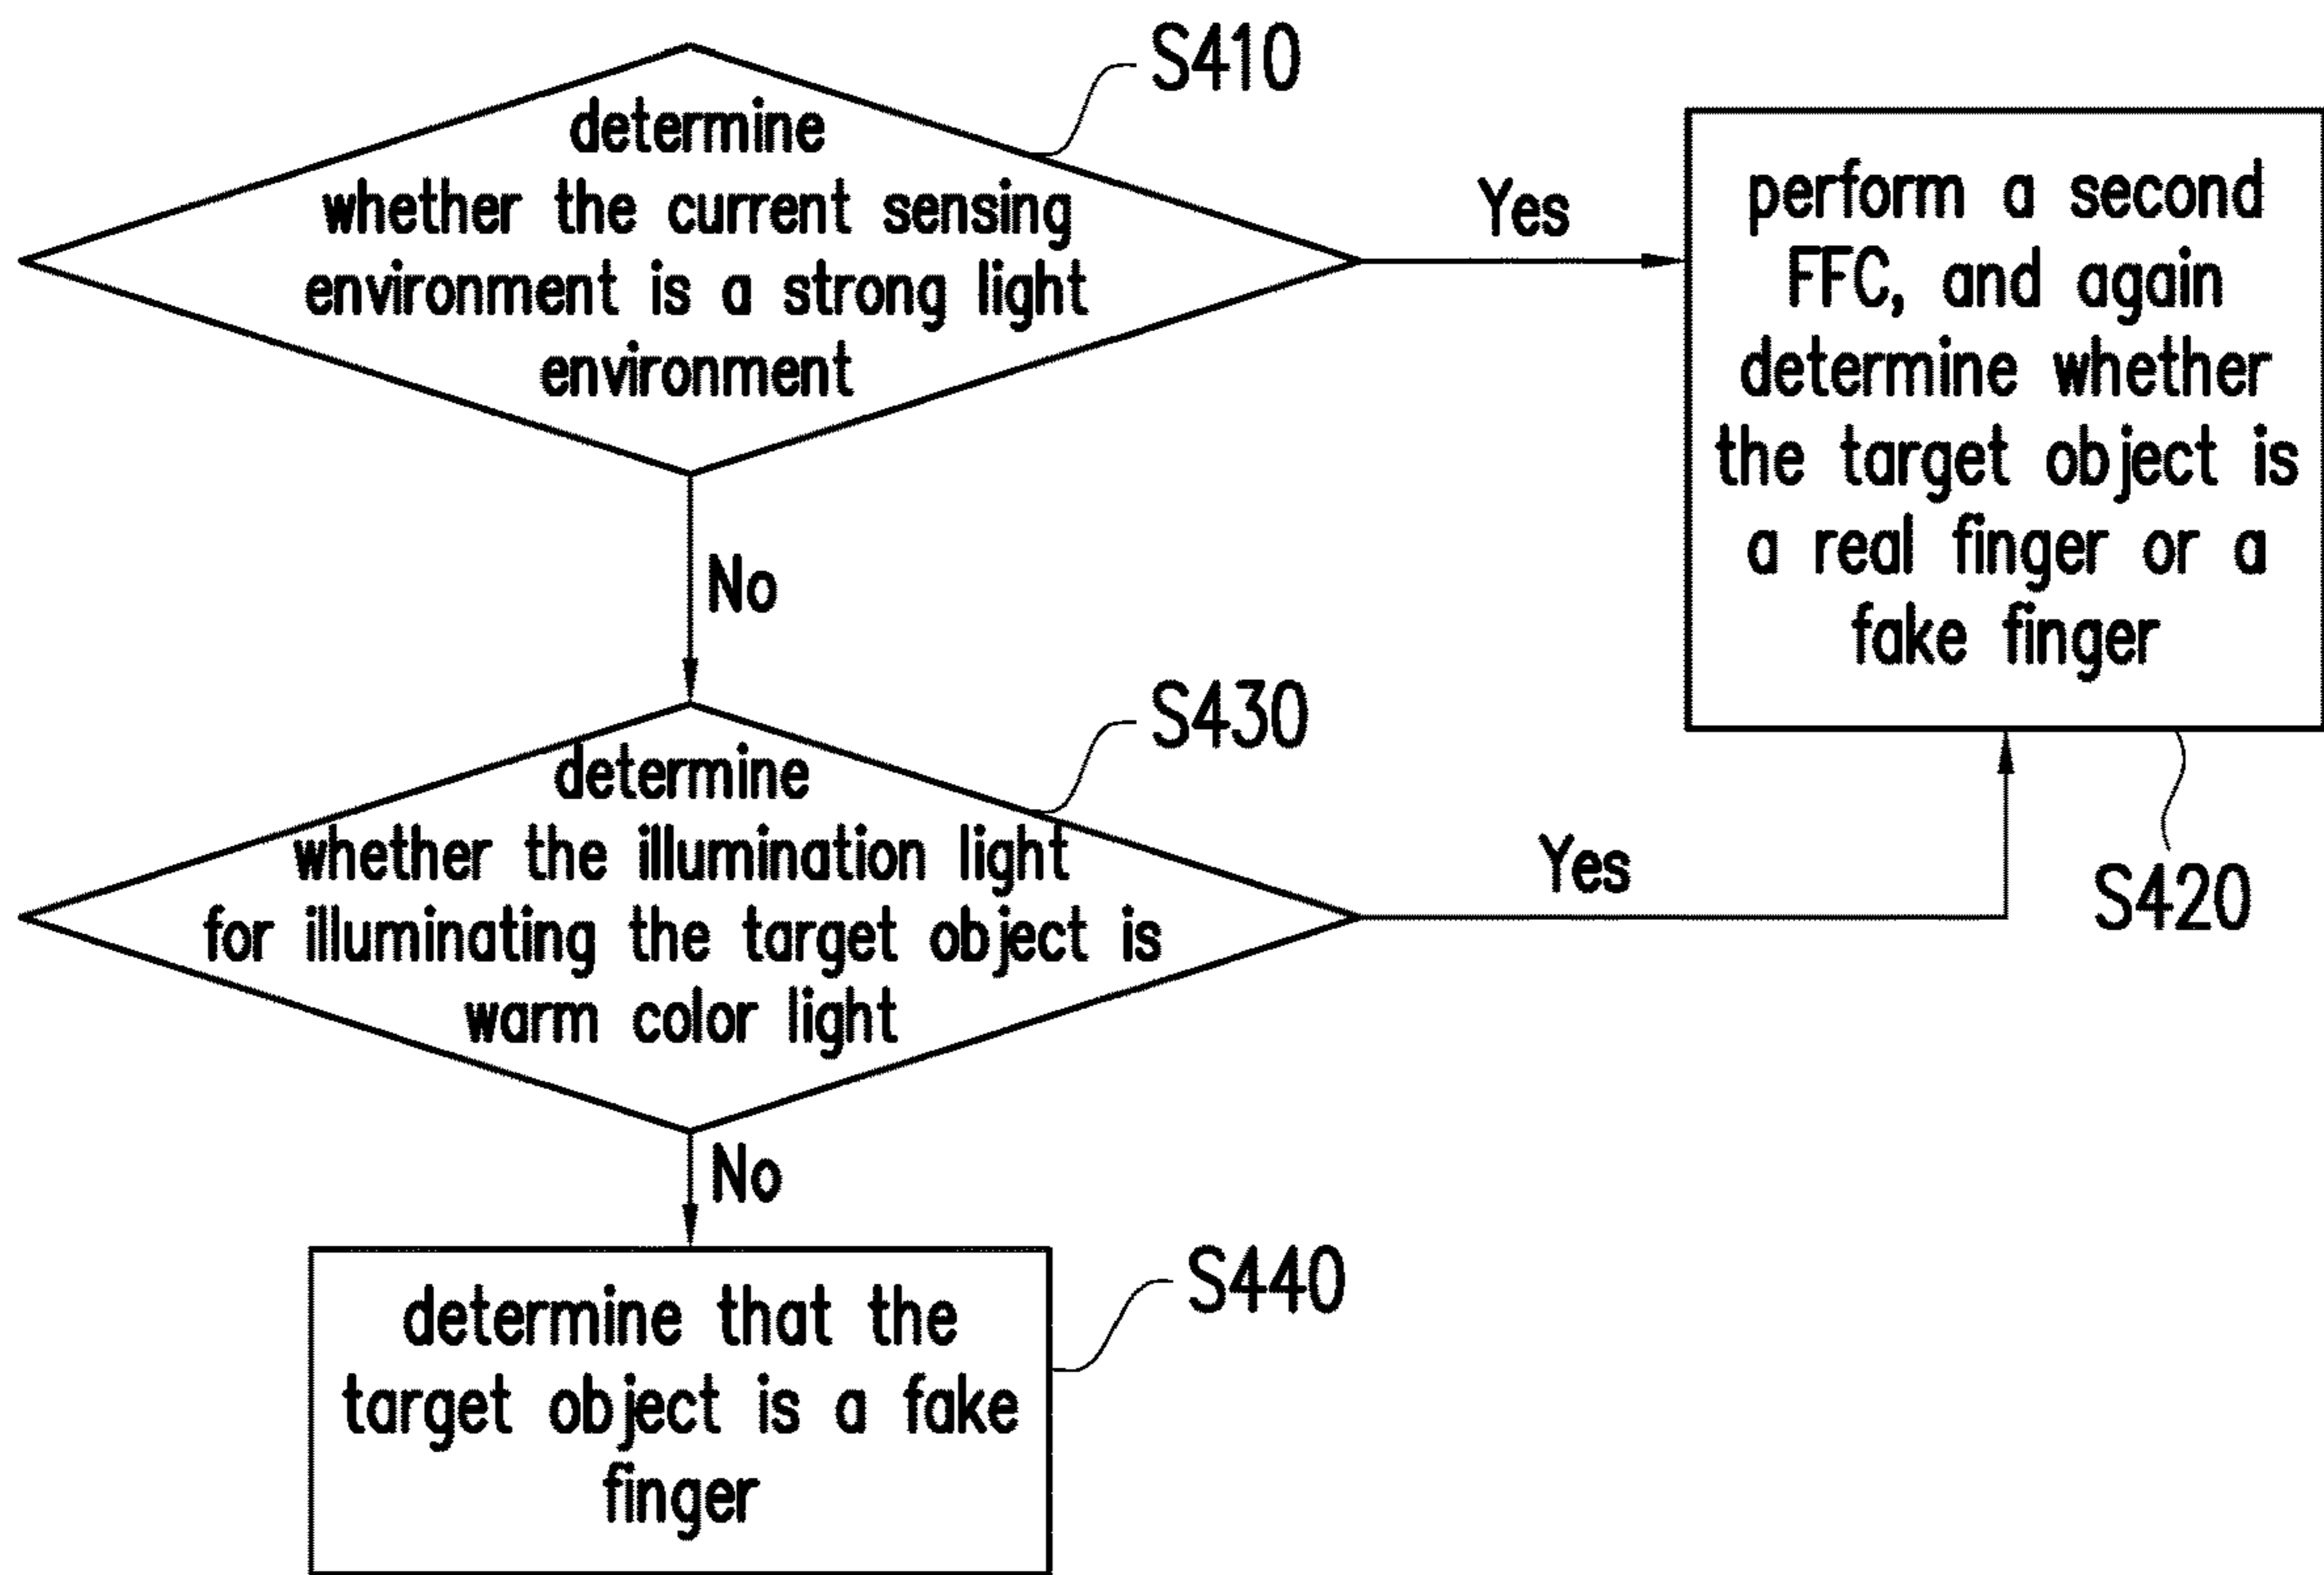 S410
determine
whether the current sensing
environment is a strong light
environment
Yes
perform a second
FFC, and again
determine whether
the target object is
a real finger or a
fake finger
S420
No
S430
determine
whether the illumination light
for illuminating the target object is
warm color light
Yes
No
S440
determine that the
target object is a fake
finger